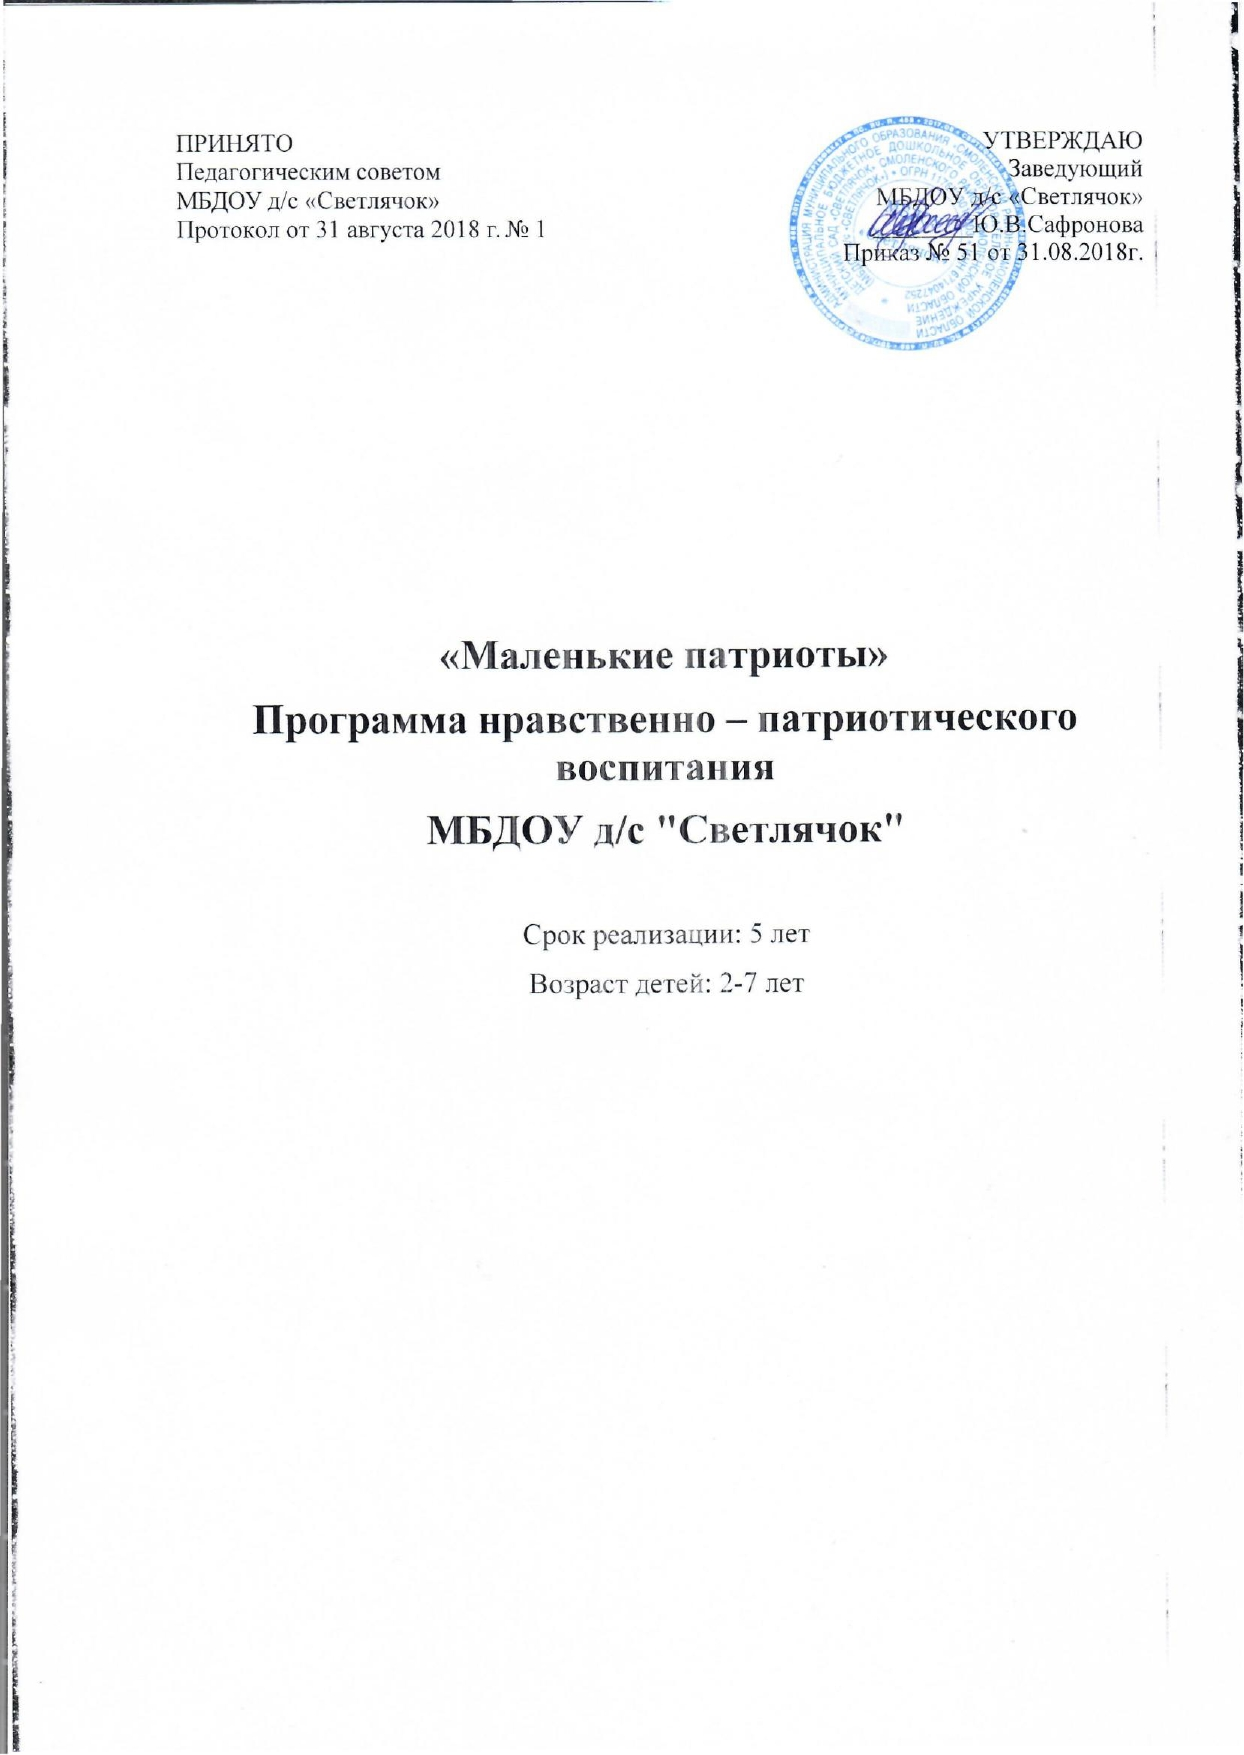 ПРИНЯТО
Педагогическим советом
МБДОУ д/с «Светлячок»
Протокол от 31 августа 2018 г. № 1
УТВЕРЖДАЮ
Заведующий
МБДОУ д/с «Светлячок»
Ю.В.Сафронова
Приказ № 51 от 31.08.2018г.
«Маленькие патриоты»
Программа нравственно – патриотического
воспитания
МБДОУ д/с "Светлячок"
Срок реализации: 5 лет
Возраст детей: 2-7 лет